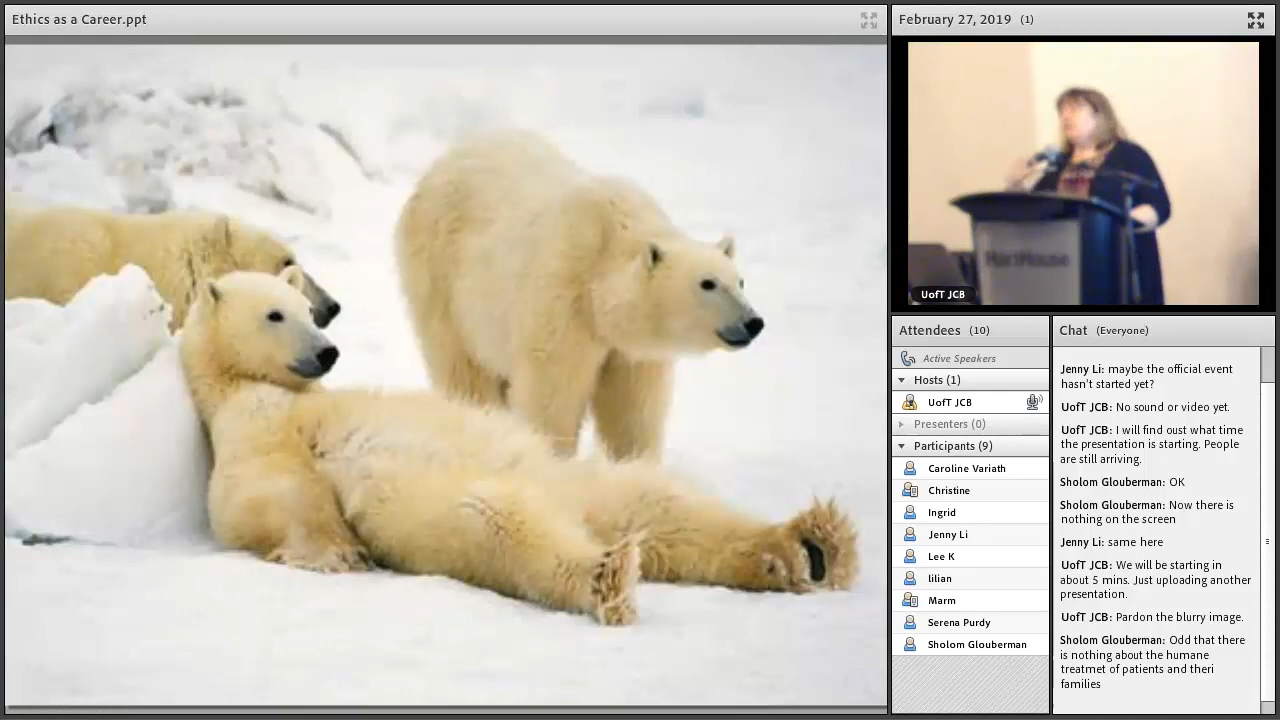 Ethics as a Career.ppt
February 27, 2019 (1)
HartHouse
UofT JCB
Attendees (10)
Active Speakers
Hosts (1)
UofT JCB
Presenters (0)
Participants (9)
Caroline Variath
Christine
Ingrid
Jenny Li
Lee K
lilian
Marm
Serena Purdy
Sholom Glouberman
Chat (Everyone)
Jenny Li: maybe the official event
hasn't started yet?
UofT JCB: No sound or video yet.
UofT JCB: I will find oust what time
the presentation is starting. People
are still arriving.
Sholom Glouberman: OK
Sholom Glouberman: Now there is
nothing on the screen
Jenny Li: same here
UofT JCB: We will be starting in
about 5 mins. Just uploading another
presentation.
UofT JCB: Pardon the blurry image.
Sholom Glouberman: Odd that there
is nothing about the humane
treatmet of patients and theri
families